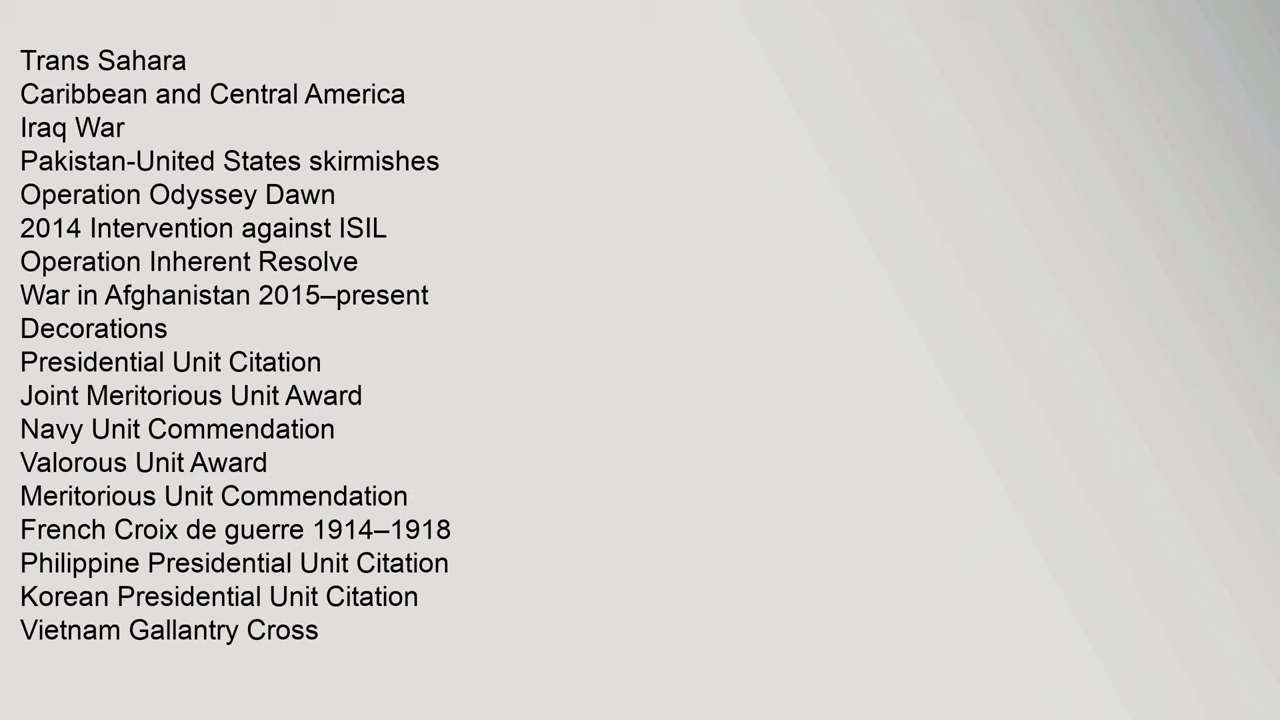 Trans Sahara
Caribbean and Central America
Iraq War
Pakistan-United States skirmishes
Operation Odyssey Dawn
2014 Intervention against ISIL
Operation Inherent Resolve
War in Afghanistan 2015–present
Decorations
Presidential Unit Citation
Joint Meritorious Unit Award
Navy Unit Commendation
Valorous Unit Award
Meritorious Unit Commendation
French Croix de guerre 1914–1918
Philippine Presidential Unit Citation
Korean Presidential Unit Citation
Vietnam Gallantry Cross